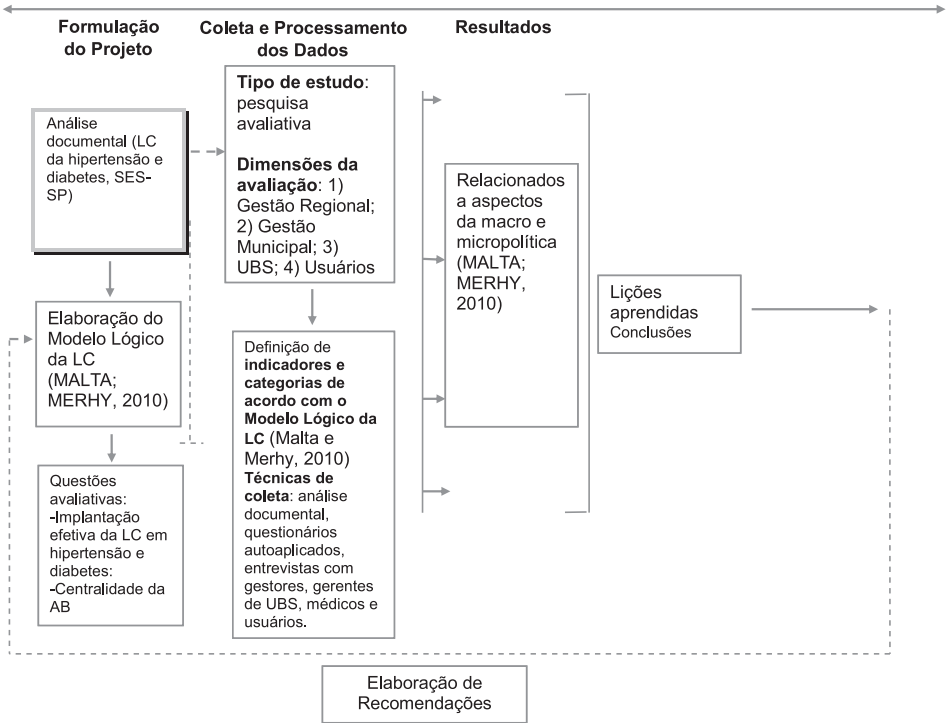 Formulação
do Projeto
Coleta e Processamento
dos Dados
Resultados
Análise
documental (LC
da hipertensão e
diabetes, SES-
SP)
Elaboração do
Modelo Lógico
da LC
(MALTA;
MERHY, 2010)
Questões
avaliativas:
-Implantação
efetiva da LC em
hipertensão e
diabetes:
-Centralidade da
AB
Tipo de estudo:
pesquisa
avaliativa
Dimensões da
avaliação: 1)
Gestão Regional;
2) Gestão
Municipal; 3)
UBS; 4) Usuários
Definição de
indicadores e
categorias de
acordo com o
Modelo Lógico da
LC (Malta e
Merhy, 2010)
Técnicas de
coleta: análise
documental,
questionários
autoaplicados,
entrevistas com
gestores, gerentes
de UBS, médicos e
usuários.
Relacionados
a aspectos
da macro e
micropolítica
(MALTA;
MERHY,
2010)
Lições
aprendidas
Conclusões
Elaboração de
Recomendações